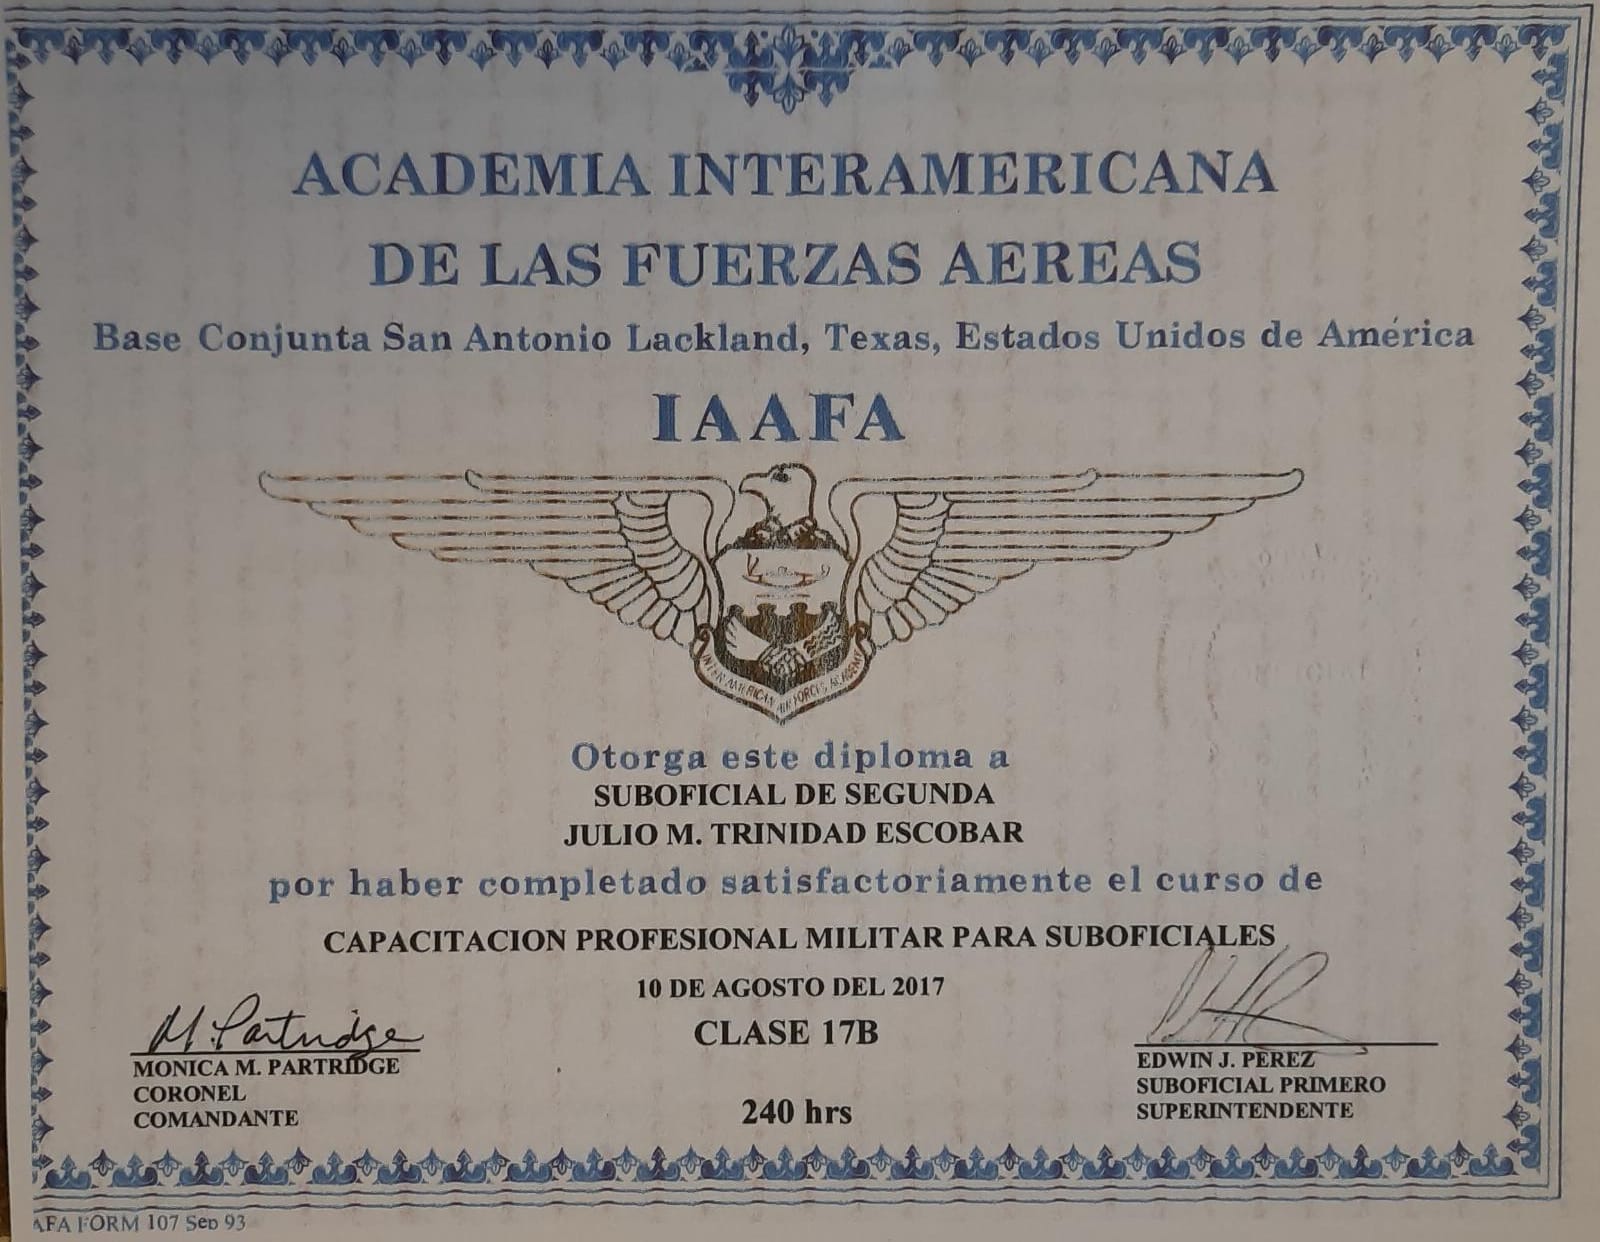 ACADEMIA INTERAMERICANA
DE LAS FUERZAS AEREAS
Base Conjunta San Antonio Lackland, Texas, Estados Unidos de América
IAAFA
INTER AMERICAN AIR FORCES ACADEMY
Otorga este diploma a
SUBOFICIAL DE SEGUNDA
JULIO M. TRINIDAD ESCOBAR
por haber completado satisfactoriamente el curso de
CAPACITACION PROFESIONAL MILITAR PARA SUBOFICIALES
10 DE AGOSTO DEL 2017
CLASE 17B
240 hrs
M. Partridge
MONICA M. PARTRIDGE
CORONEL
COMANDANTE
EDWIN J. PEREZ
SUBOFICIAL PRIMERO
SUPERINTENDENTE
AFA FORM 107 Sep 93